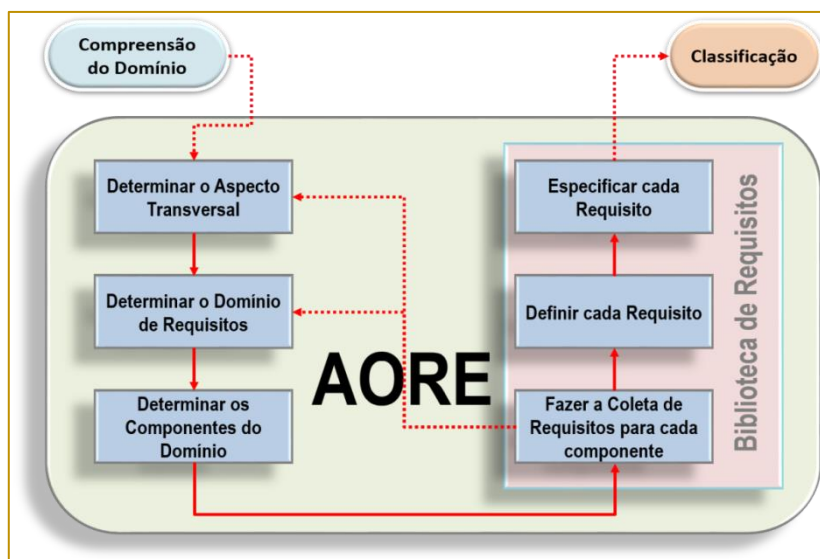 Compreensão
do Domínio
Classificação
Determinar o Aspecto
Transversal
Determinar o Domínio
de Requisitos
Determinar os
Componentes do
Domínio
AORE
Especificar cada
Requisito
Definir cada Requisito
Fazer a Coleta de
Requisitos para cada
componente
Biblioteca de Requisitos